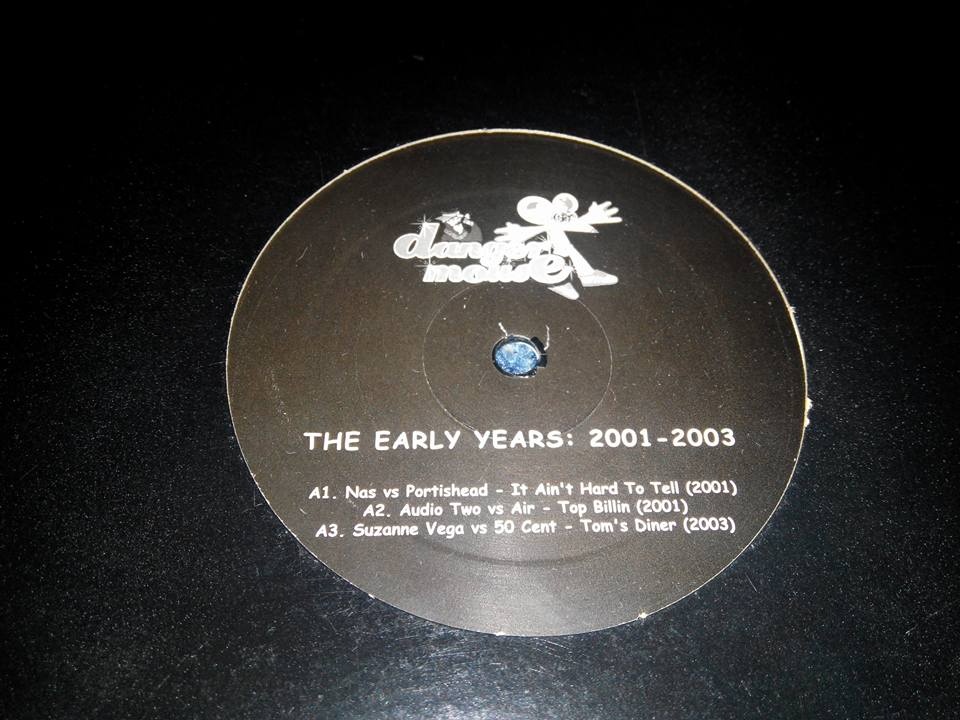 danger
mouse
THE EARLY YEARS: 2001-2003
A1. Nas vs Portishead - It Ain't Hard To Tell (2001)
A2. Audio Two vs Air - Top Billin (2001)
A3. Suzanne Vega vs 50 Cent - Tom's Diner (2003)